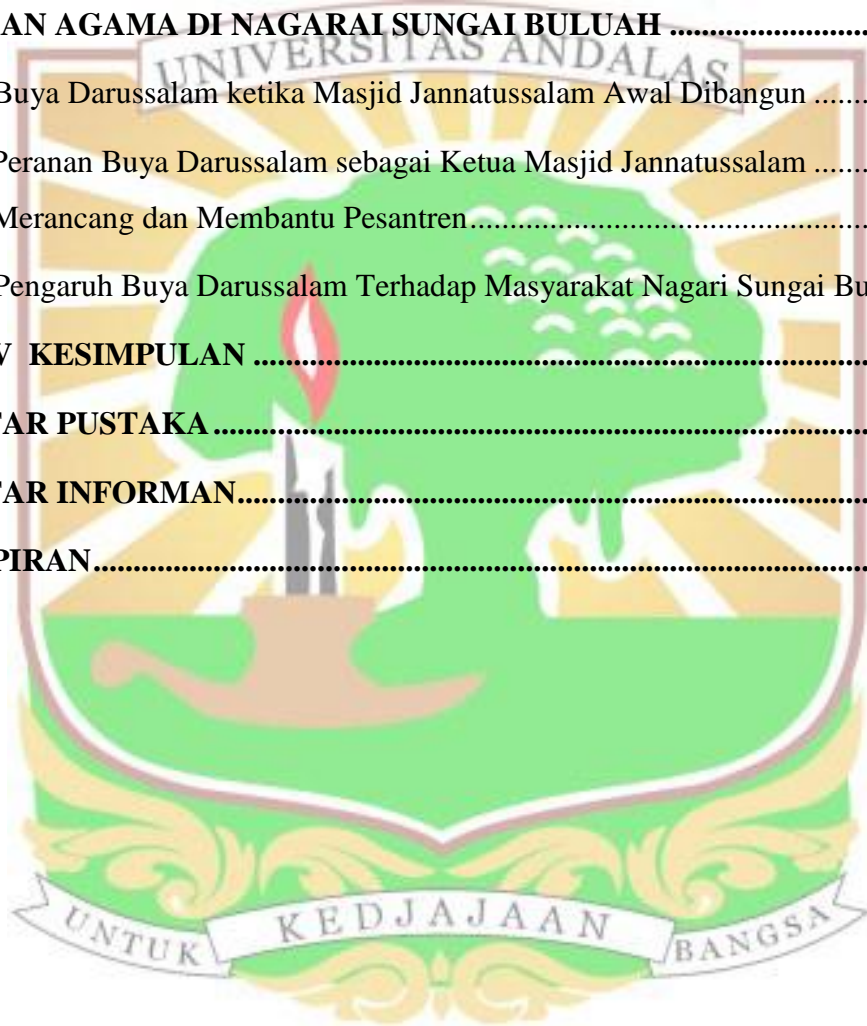 AN AGAMA DI NAGARAI SUNGAI BULUAH ..........................
UNIVERSITAS ANDALAS
Buya Darussalam ketika Masjid Jannatussalam Awal Dibangun .......
Peranan Buya Darussalam sebagai Ketua Masjid Jannatussalam .......
Merancang dan Membantu Pesantren...................................................
Pengaruh Buya Darussalam Terhadap Masyarakat Nagari Sungai Bu
V KESIMPULAN ...............................................................................
AR PUSTAKA ...................................................................................
AR INFORMAN................................................................................
PIRAN..................................................................................................
UNTUK KEDJAJAAN BANGSA